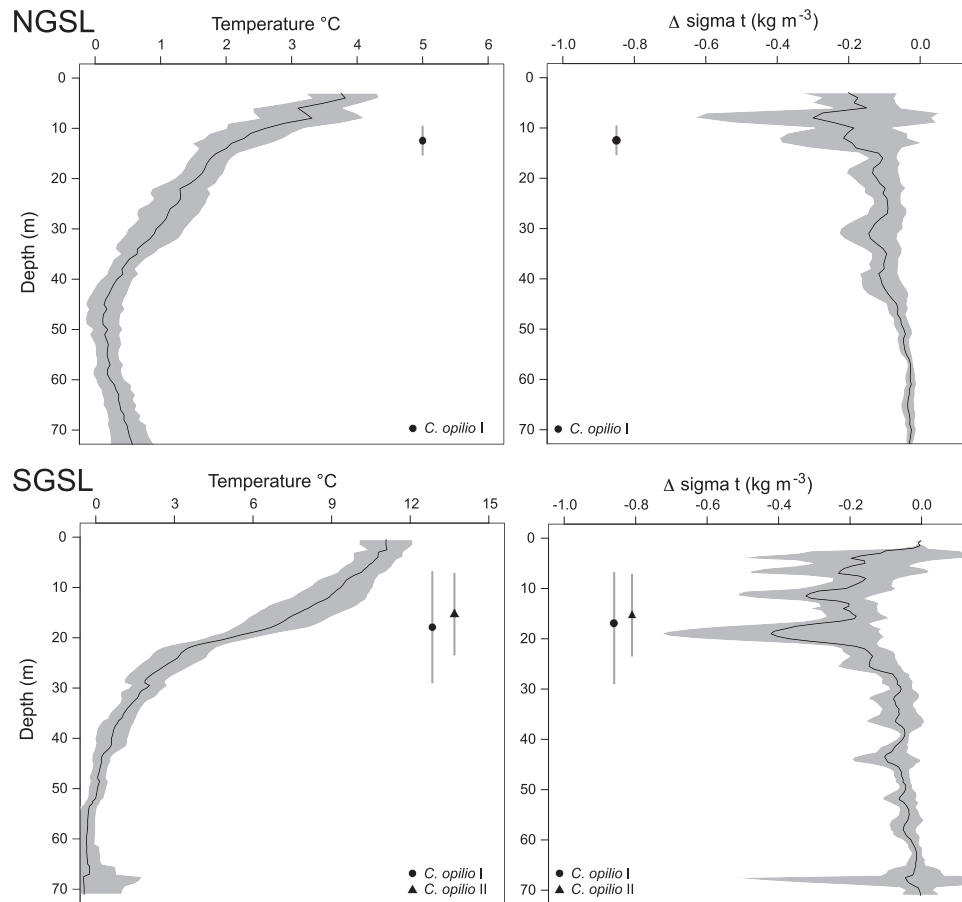 NGSL
Temperature °C
0 1 2 3 4 5 6
Δ sigma t (kg m-3)
-1.0 -0.8 -0.6 -0.4 -0.2 0.0
Depth (m)
0
10
20
30
40
50
60
70
C. opilio I
0
10
20
30
40
50
60
70
C. opilio I
SGSL
Temperature °C
0 3 6 9 12 15
Δ sigma t (kg m-3)
-1.0 -0.8 -0.6 -0.4 -0.2 0.0
Depth (m)
0
10
20
30
40
50
60
70
C. opilio I
C. opilio II
0
10
20
30
40
50
60
70
C. opilio I
C. opilio II